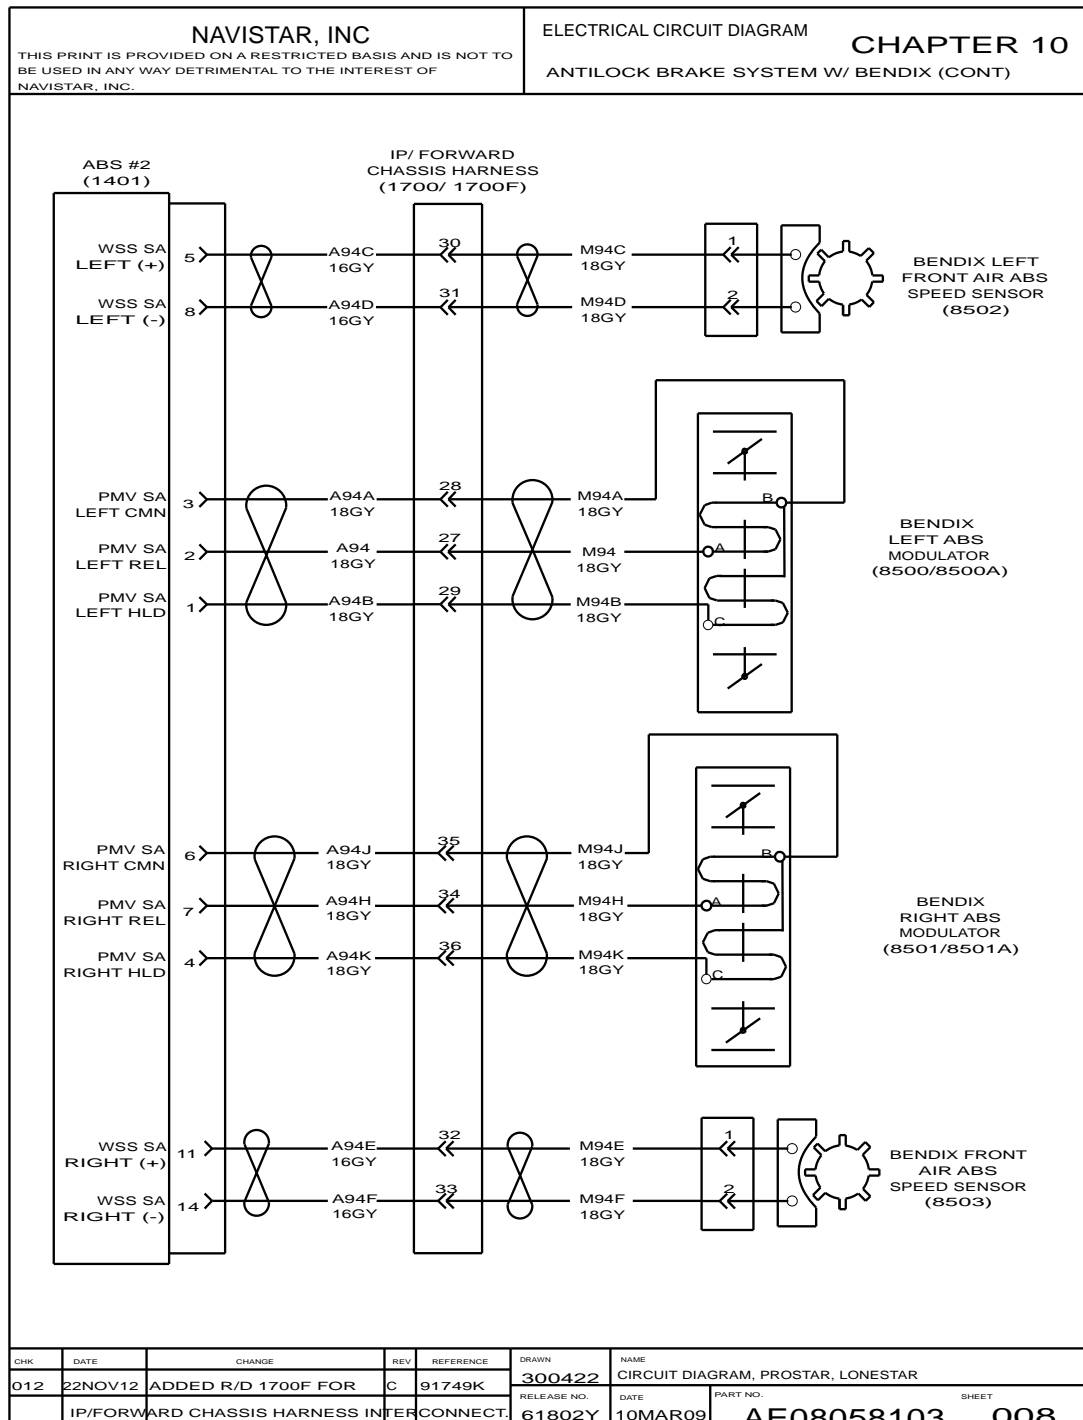 NAVISTAR, INC
THIS PRINT IS PROVIDED ON A RESTRICTED BASIS AND IS NOT TO
BE USED IN ANY WAY DETRIMENTAL TO THE INTEREST OF
NAVISTAR, INC.
ELECTRICAL CIRCUIT DIAGRAM
CHAPTER 10
ANTILOCK BRAKE SYSTEM W/ BENDIX (CONT)
ABS #2
(1401)
IP/ FORWARD
CHASSIS HARNESS
(1700/ 1700F)
WSS SA
LEFT (+)
5
A94C
16GY
30
M94C
18GY
1
WSS SA
LEFT (-)
8
A94D
16GY
31
M94D
18GY
2
BENDIX LEFT
FRONT AIR ABS
SPEED SENSOR
(8502)
PMV SA
LEFT CMN
3
A94A
18GY
28
M94A
18GY
B
PMV SA
LEFT REL
2
A94
18GY
27
M94
18GY
A
PMV SA
LEFT HLD
1
A94B
18GY
29
M94B
18GY
C
BENDIX
LEFT ABS
MODULATOR
(8500/8500A)
PMV SA
RIGHT CMN
6
A94J
18GY
35
M94J
18GY
B
PMV SA
RIGHT REL
7
A94H
18GY
34
M94H
18GY
A
PMV SA
RIGHT HLD
4
A94K
18GY
36
M94K
18GY
C
BENDIX
RIGHT ABS
MODULATOR
(8501/8501A)
WSS SA
RIGHT (+)
11
A94E
16GY
32
M94E
18GY
1
WSS SA
RIGHT (-)
14
A94F
16GY
33
M94F
18GY
2
BENDIX FRONT
AIR ABS
SPEED SENSOR
(8503)
CHK DATE CHANGE REV REFERENCE
012 22NOV12 ADDED R/D 1700F FOR C 91749K
IP/FORWARD CHASSIS HARNESS INTERCONNECT.
DRAWN
300422
NAME
CIRCUIT DIAGRAM, PROSTAR, LONESTAR
RELEASE NO.
61802Y
DATE
10MAR09
PART NO.
AE08058103
SHEET
008